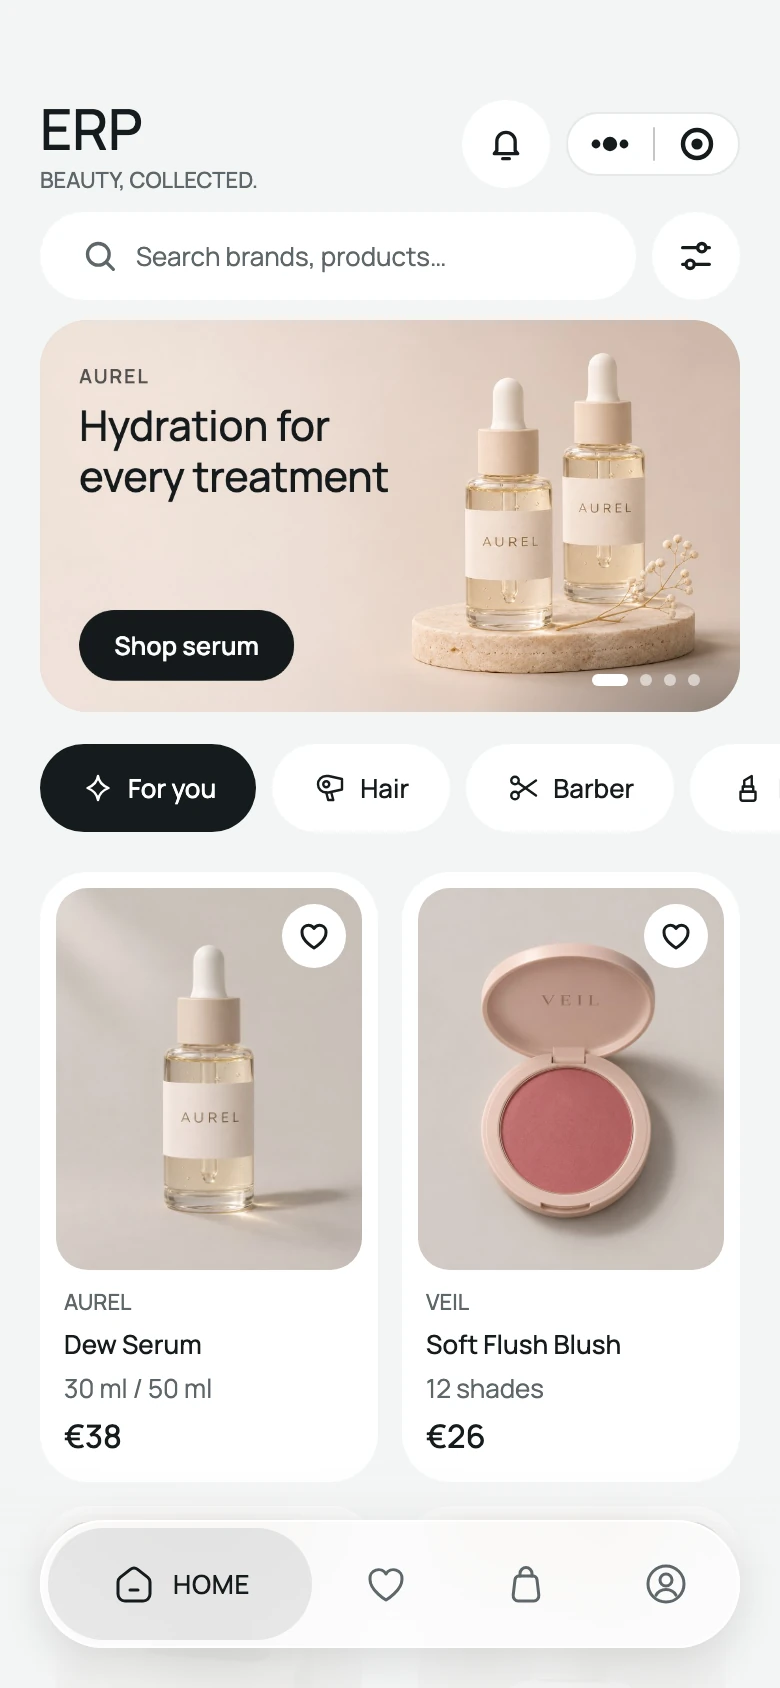 ERP
BEAUTY, COLLECTED.
Search brands, products...
AUREL
Hydration for
every treatment
AUREL
AUREL
Shop serum
For you
Hair
Barber
AUREL
VEIL
AUREL
VEIL
Dew Serum
Soft Flush Blush
30 ml / 50 ml
12 shades
€38
€26
HOME